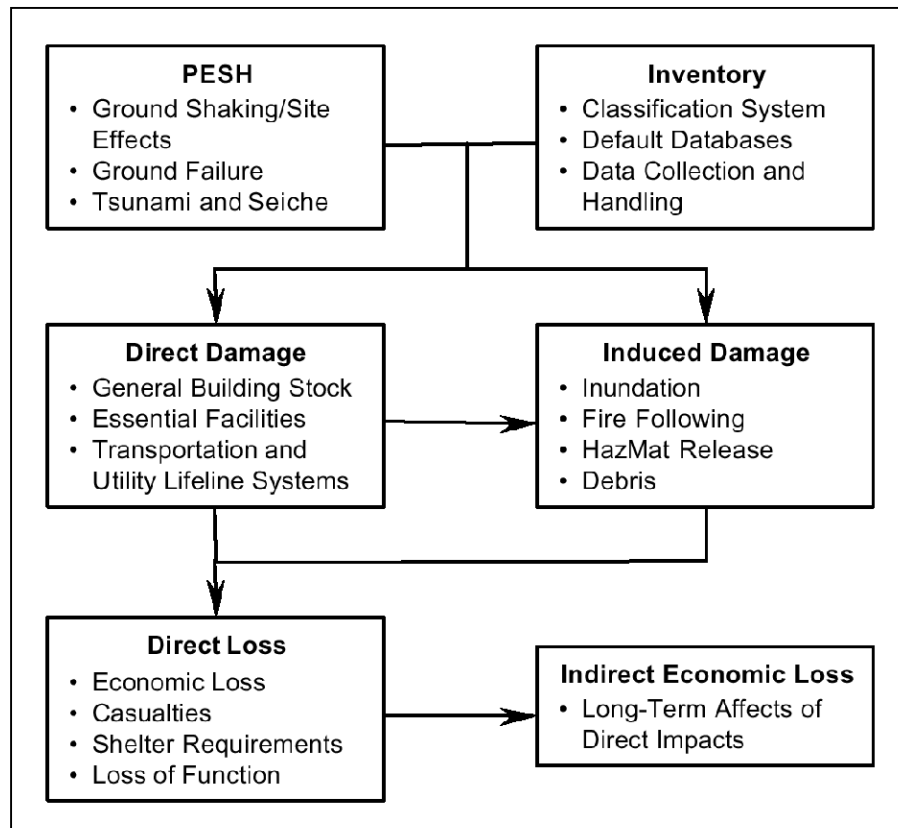 PESH
• Ground Shaking/Site
Effects
• Ground Failure
• Tsunami and Seiche
Inventory
• Classification System
• Default Databases
• Data Collection and
Handling
Direct Damage
• General Building Stock
• Essential Facilities
• Transportation and
Utility Lifeline Systems
Induced Damage
• Inundation
• Fire Following
• HazMat Release
• Debris
Direct Loss
• Economic Loss
• Casualties
• Shelter Requirements
• Loss of Function
Indirect Economic Loss
• Long-Term Affects of
Direct Impacts